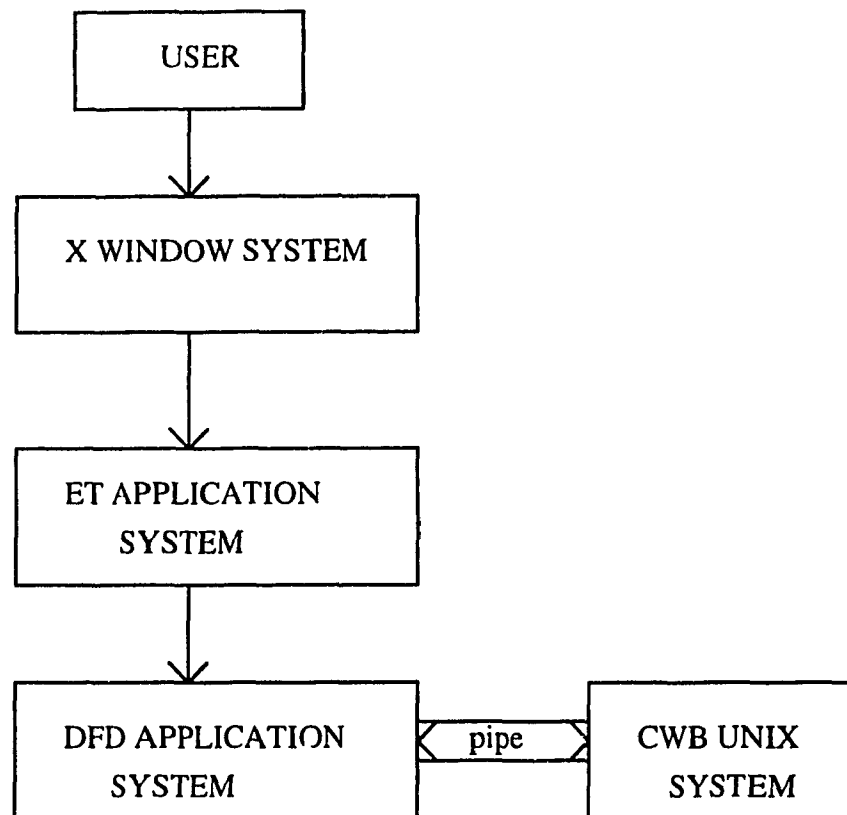 USER
X WINDOW SYSTEM
ET APPLICATION
SYSTEM
DFD APPLICATION
SYSTEM
pipe
CWB UNIX
SYSTEM